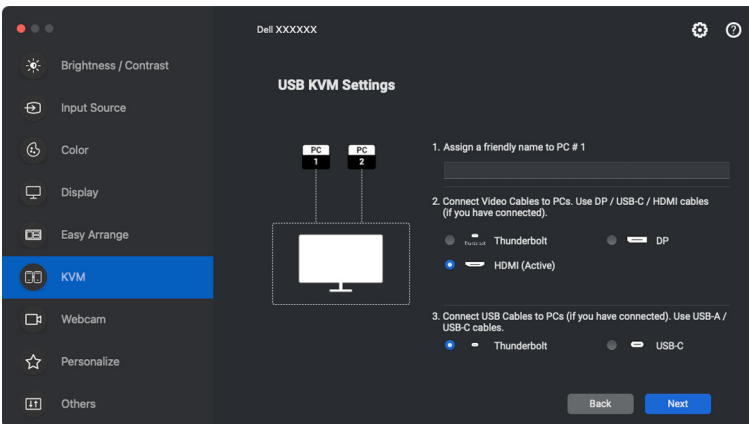 Dell XXXXXX
Brightness / Contrast
Input Source
Color
Display
Easy Arrange
KVM
Webcam
Personalize
Others
USB KVM Settings
PC
1
PC
2
1. Assign a friendly name to PC # 1
2. Connect Video Cables to PCs. Use DP / USB-C / HDMI cables
(if you have connected).
Thunderbolt
DP
HDMI (Active)
3. Connect USB Cables to PCs (if you have connected). Use USB-A /
USB-C cables.
Thunderbolt
USB-C
Back
Next